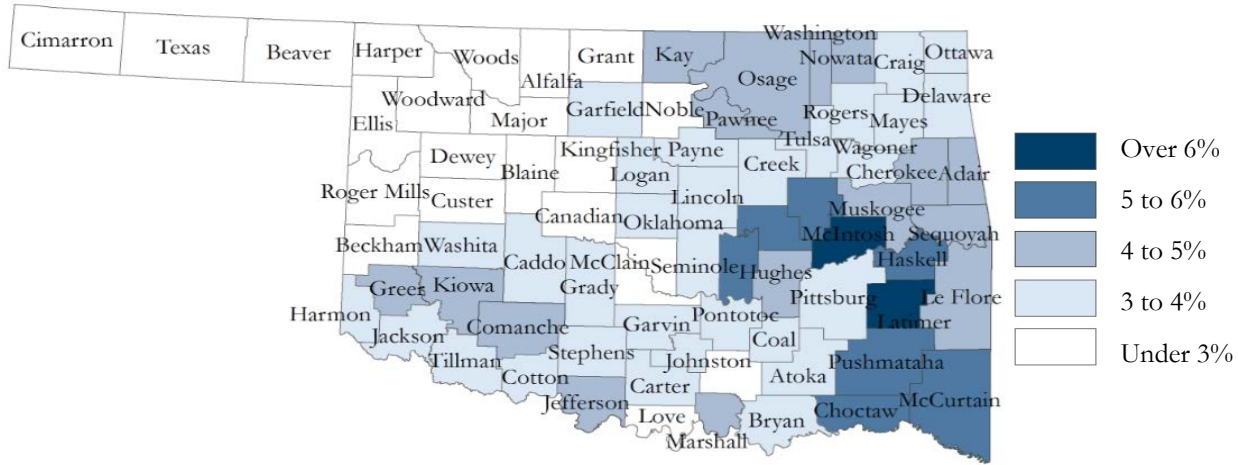 Cimarron
Texas
Beaver
Harper
Woods
Alfalfa
Grant
Kay
Washington
Nowata
Craig
Ottawa
Osage
Woodward
Ellis
Major
Garfield
Noble
Pawnee
Rogers
Mayes
Delaware
Tulsa
Wagoner
Dewey
Blaine
Kingfisher
Payne
Logan
Creek
Cherokee
Adair
Roger Mills
Custer
Lincoln
Canadian
Oklahoma
Muskogee
McIntosh
Sequoyah
Beckham
Washita
Caddo
McClain
Grady
Seminole
Hughes
Haskell
Greer
Kiowa
Pittsburg
Le Flore
Harmon
Comanche
Garvin
Pontotoc
Latimer
Jackson
Tillman
Stephens
Coal
Johnston
Pushmataha
Cotton
Carter
Atoka
Jefferson
Love
Marshall
Bryan
Choctaw
McCurtain
Over 6%
5 to 6%
4 to 5%
3 to 4%
Under 3%